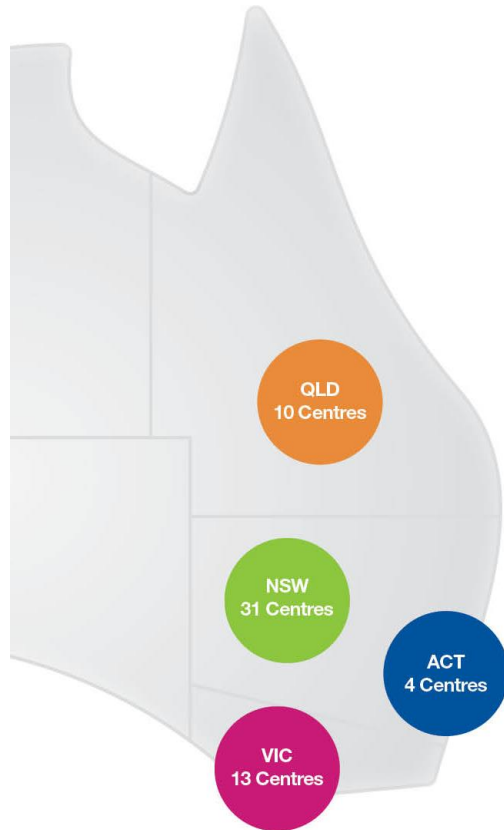 QLD
10 Centres
NSW
31 Centres
ACT
4 Centres
VIC
13 Centres